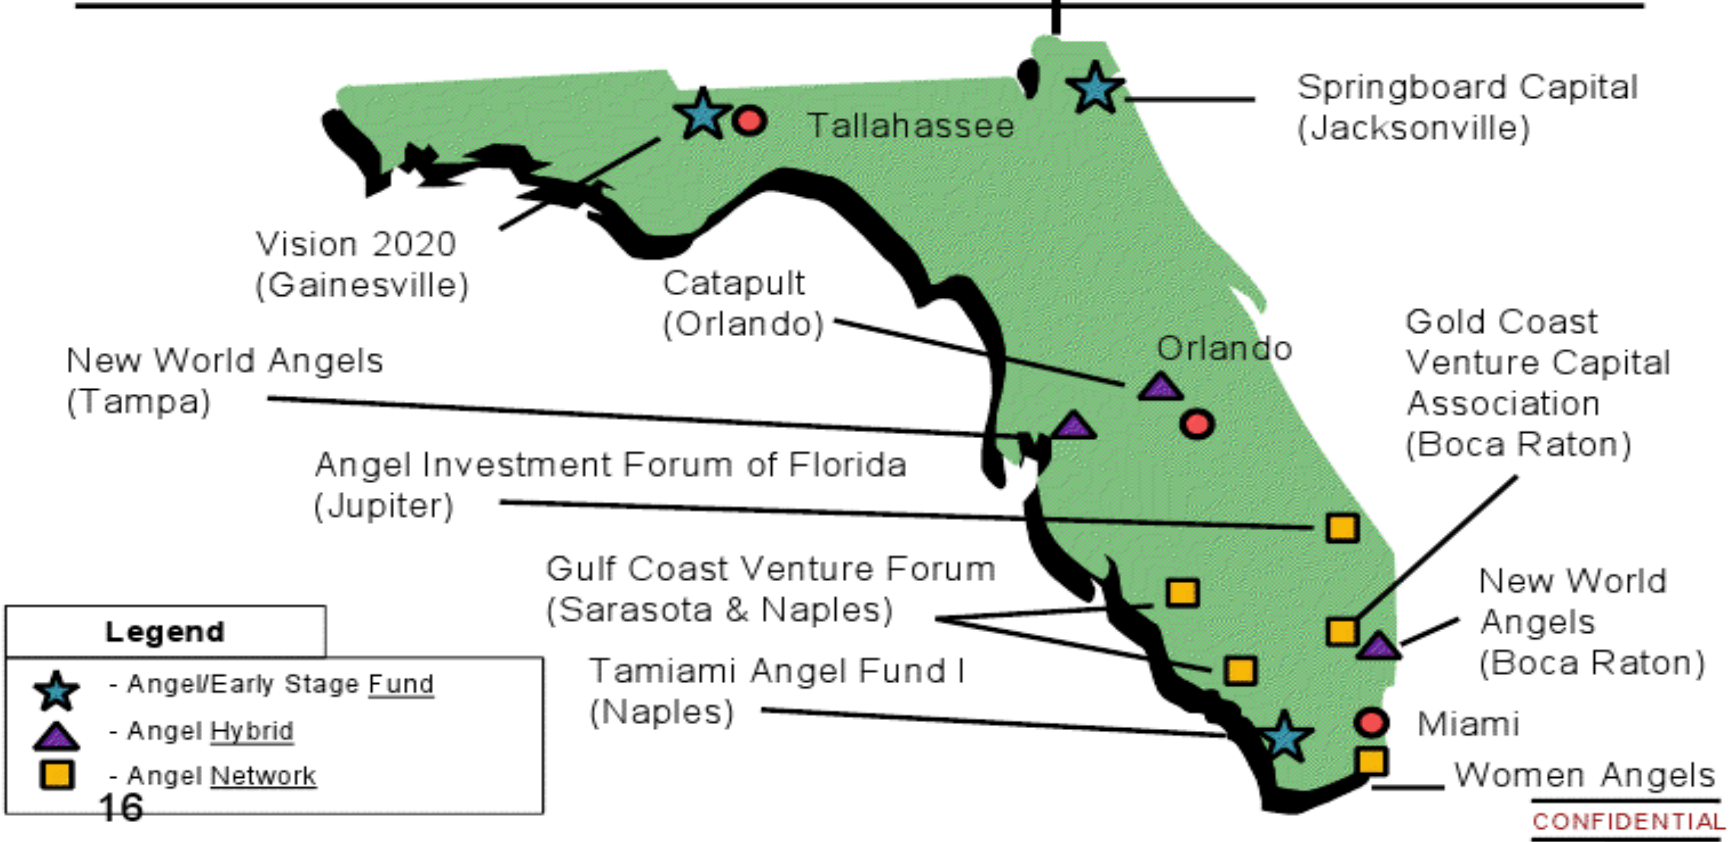 Springboard Capital
(Jacksonville)
Tallahassee
Vision 2020
(Gainesville)
Catapult
(Orlando)
Gold Coast
Venture Capital
Association
(Boca Raton)
Orlando
New World Angels
(Tampa)
Angel Investment Forum of Florida
(Jupiter)
Gulf Coast Venture Forum
(Sarasota & Naples)
New World
Angels
(Boca Raton)
Tamiami Angel Fund I
(Naples)
Miami
Women Angels
Legend
- Angel/Early Stage Fund
- Angel Hybrid
- Angel Network
16
CONFIDENTIAL